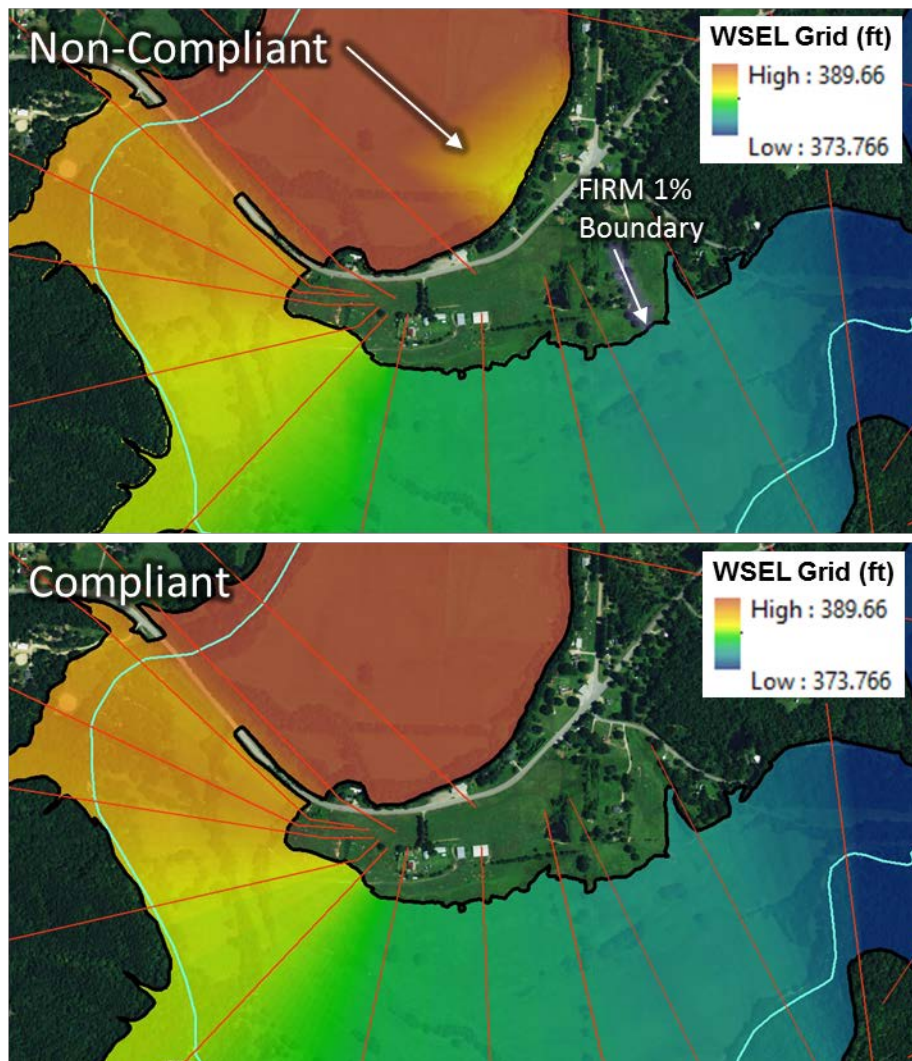 Non-Compliant
WSEL Grid (ft)
High : 389.66
Low : 373.766
FIRM 1%
Boundary
Compliant
WSEL Grid (ft)
High : 389.66
Low : 373.766